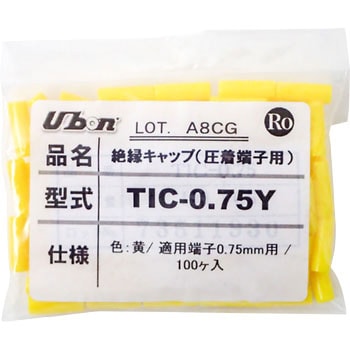 Ubon LOT. A8CG Ro
品名 絶縁キャップ(圧着端子用)
型式 TIC-0.75Y
仕様 色:黄/ 適用端子0.75mm用 /
100ヶ入